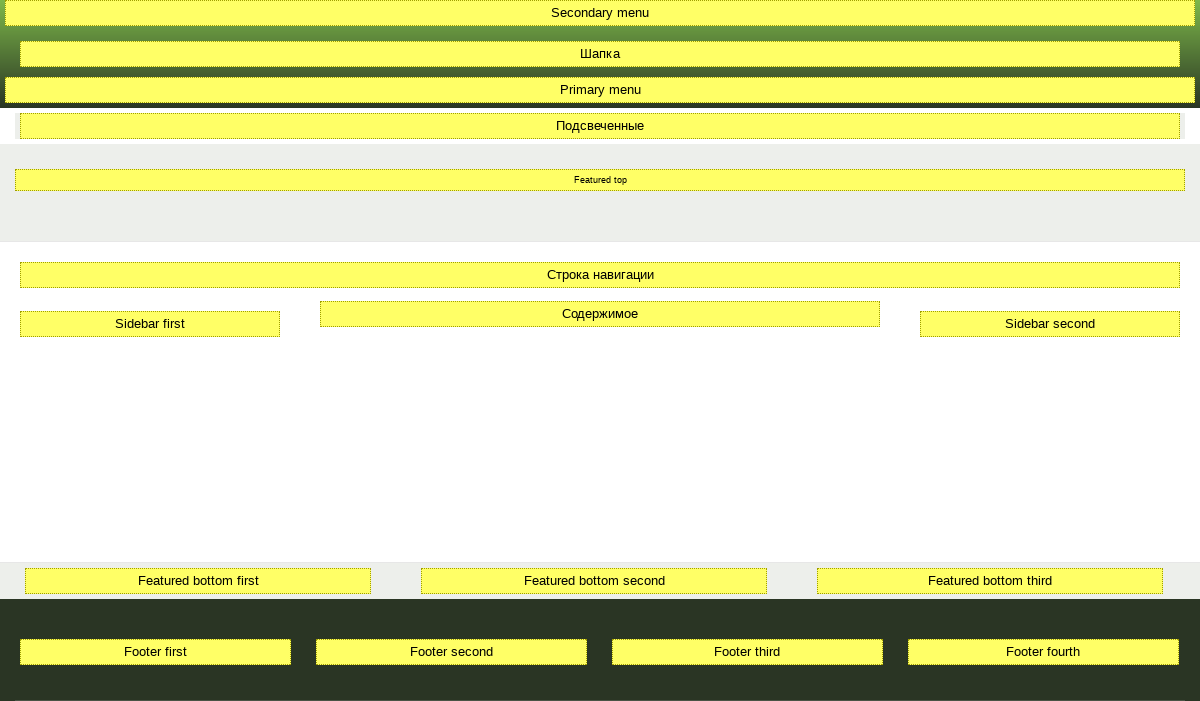 Secondary menu
Шапка
Primary menu
Подсвеченные
Featured top
Строка навигации
Содержимое
Sidebar first
Sidebar second
Featured bottom first
Featured bottom second
Featured bottom third
Footer first
Footer second
Footer third
Footer fourth